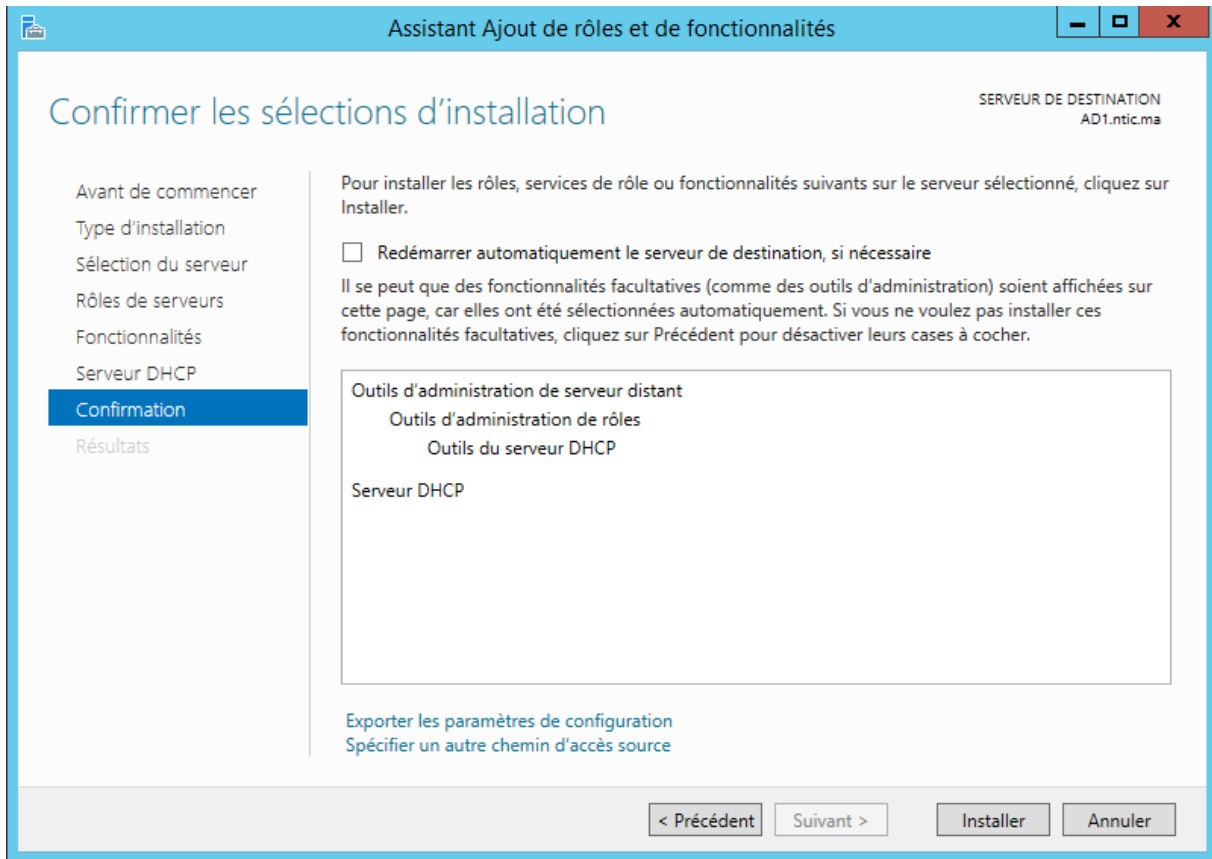 Assistant Ajout de rôles et de fonctionnalités
Confirmer les sélections d'installation
SERVEUR DE DESTINATION
AD1.ntic.ma
Avant de commencer
Type d'installation
Sélection du serveur
Rôles de serveurs
Fonctionnalités
Serveur DHCP
Confirmation
Résultats
Pour installer les rôles, services de rôle ou fonctionnalités suivants sur le serveur sélectionné, cliquez sur
Installer.
Redémarrer automatiquement le serveur de destination, si nécessaire
Il se peut que des fonctionnalités facultatives (comme des outils d'administration) soient affichées sur
cette page, car elles ont été sélectionnées automatiquement. Si vous ne voulez pas installer ces
fonctionnalités facultatives, cliquez sur Précédent pour désactiver leurs cases à cocher.
Outils d'administration de serveur distant
Outils d'administration de rôles
Outils du serveur DHCP
Serveur DHCP
Exporter les paramètres de configuration
Spécifier un autre chemin d'accès source
< Précédent
Suivant >
Installer
Annuler